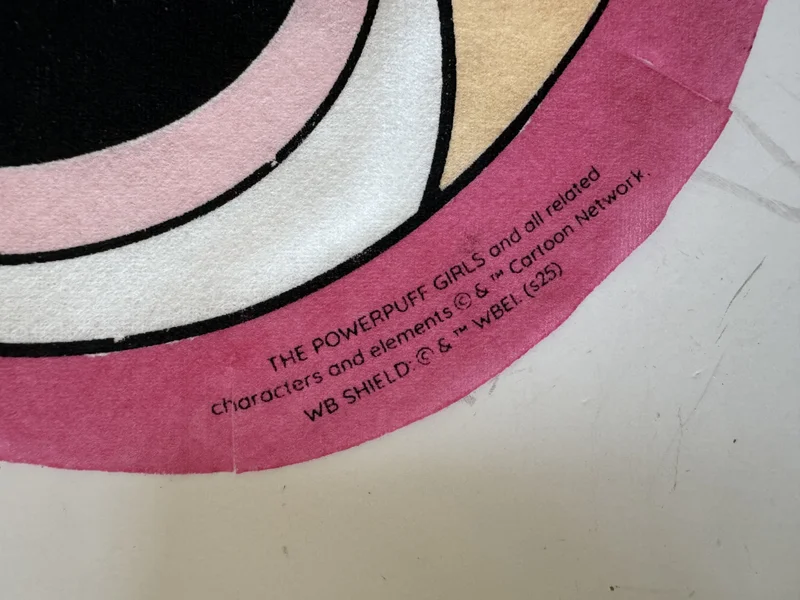 THE POWERPUFF GIRLS and all related
characters and elements © & ™ Cartoon Network.
WB SHIELD: © & ™ WBEI. (s25)